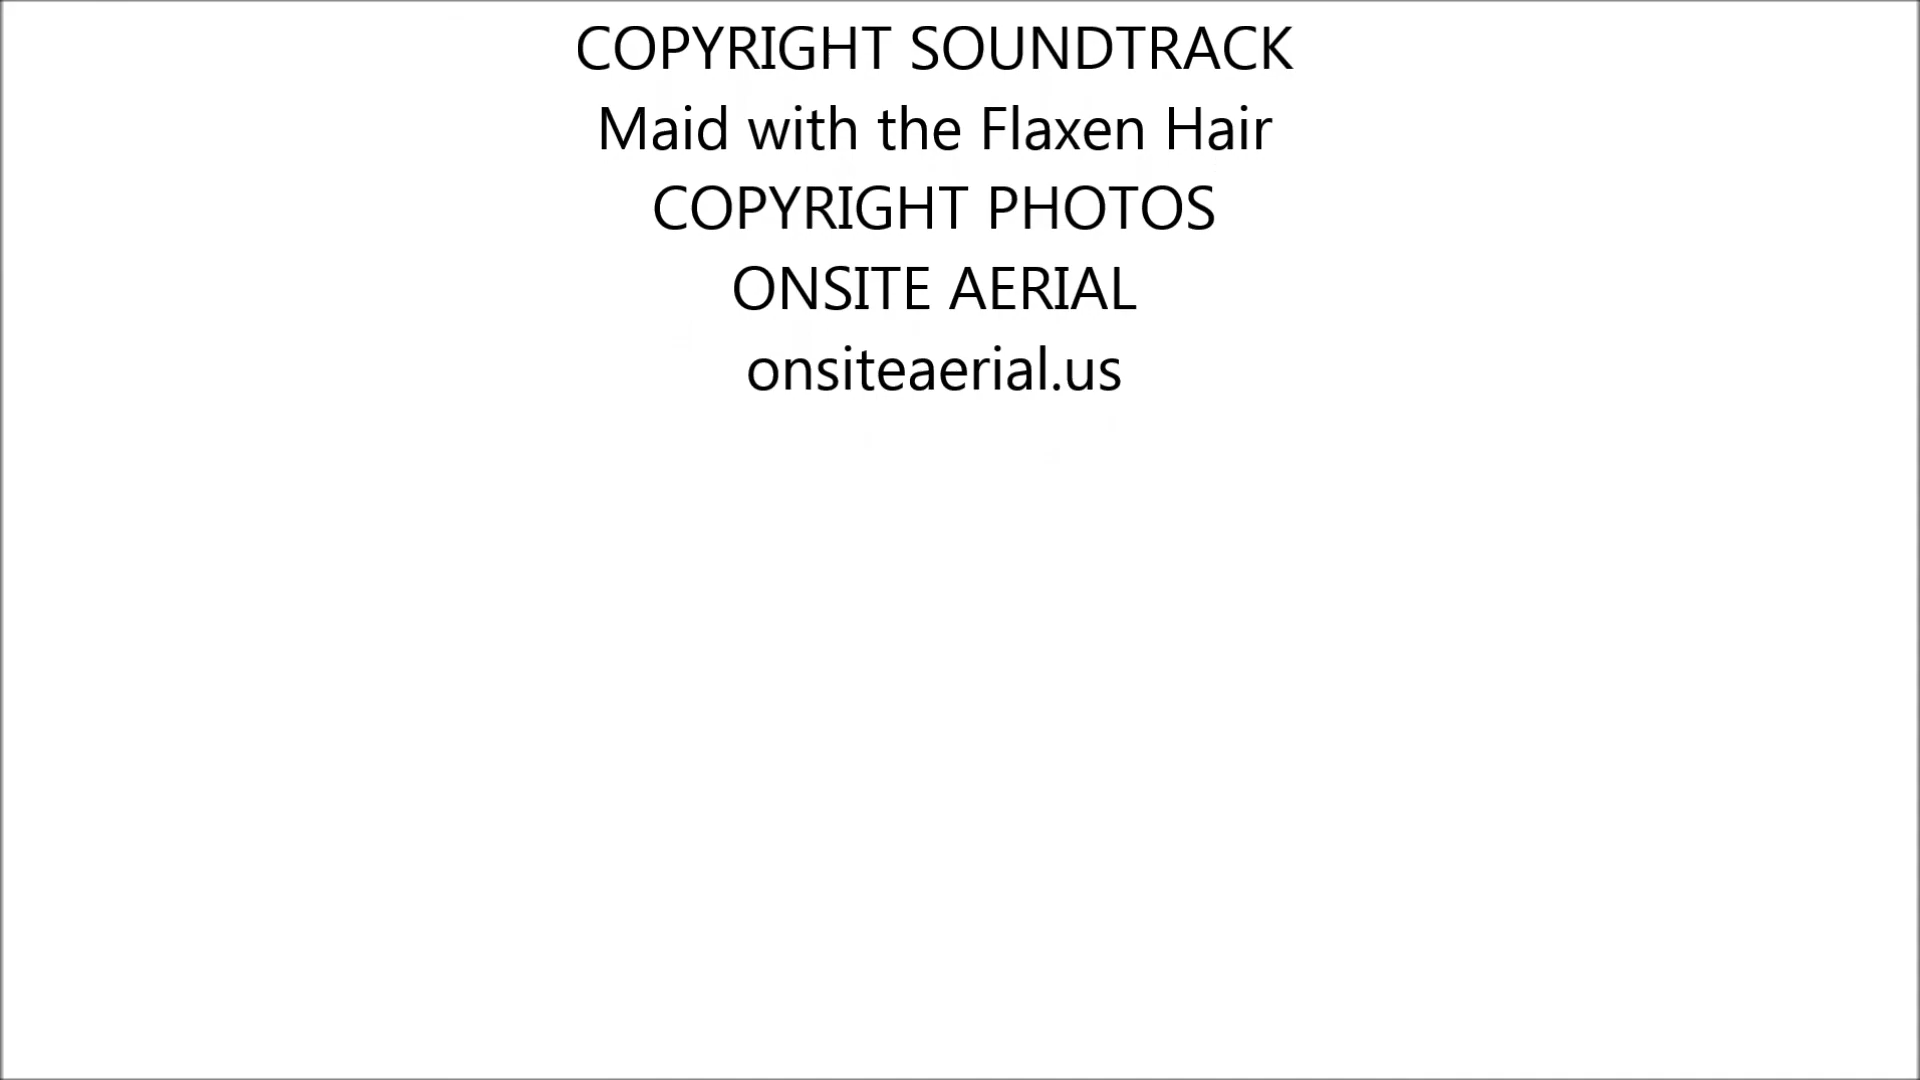 COPYRIGHT SOUNDTRACK
Maid with the Flaxen Hair
COPYRIGHT PHOTOS
ONSITE AERIAL
onsiteaerial.us